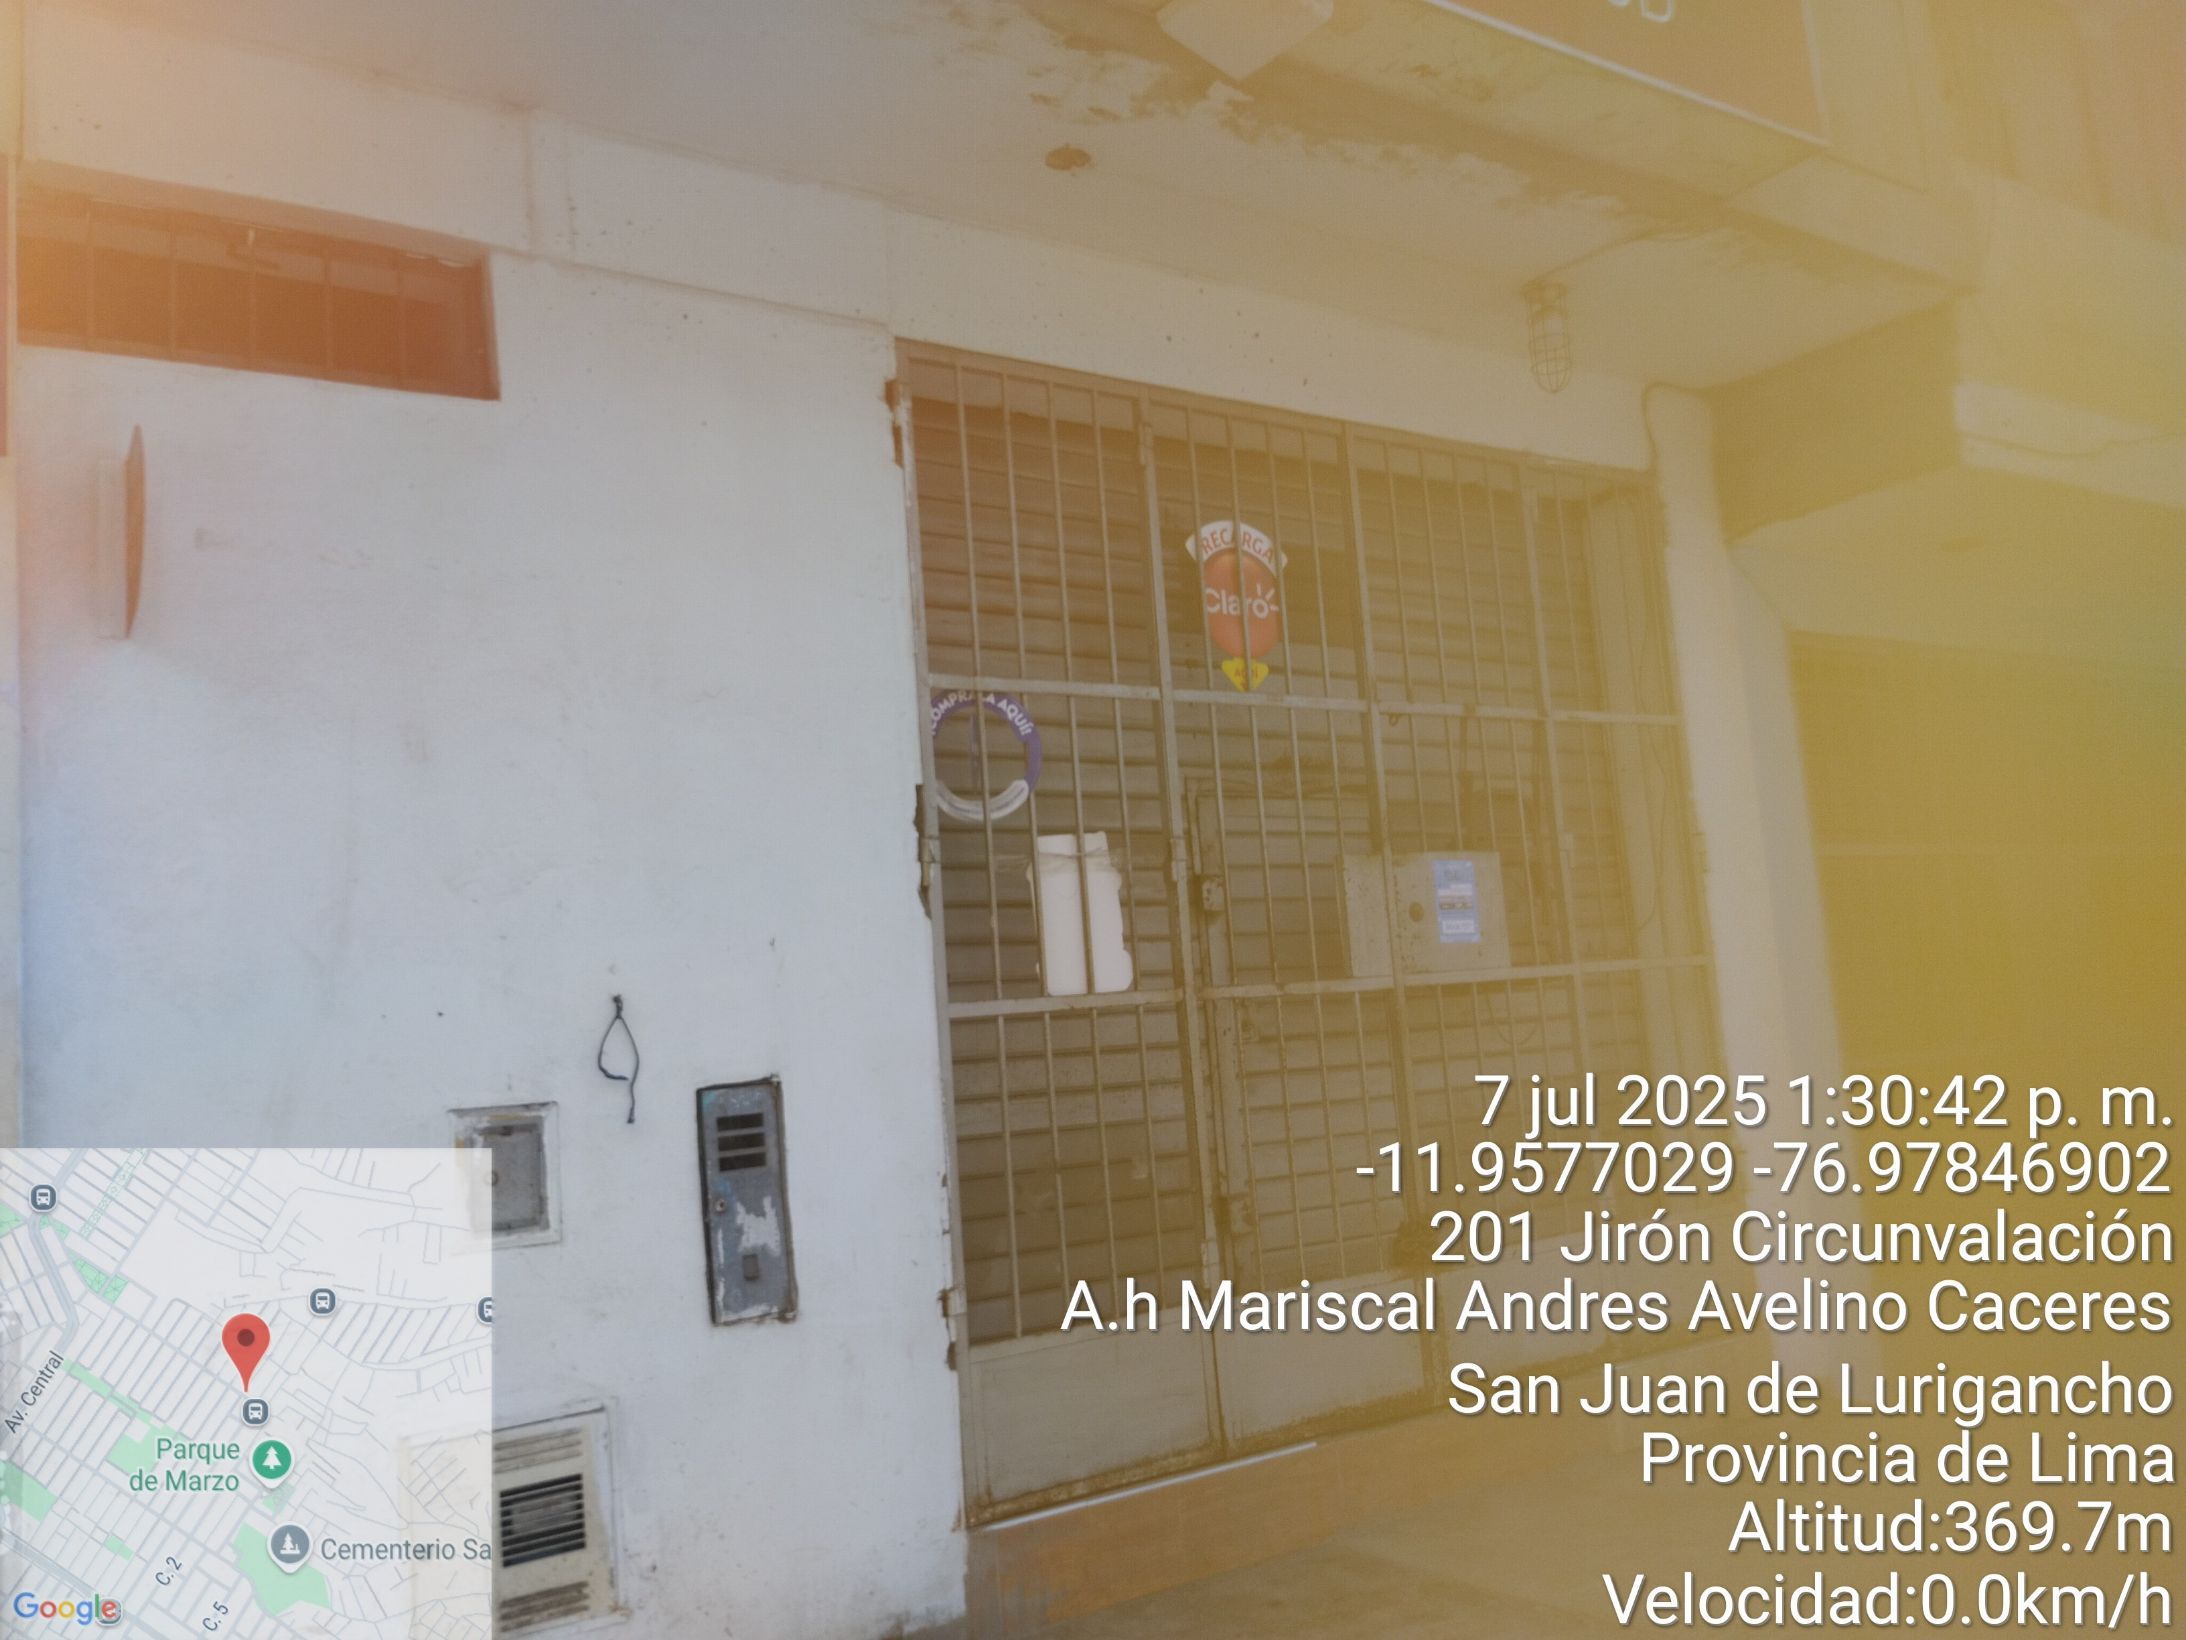 RECARGA
Claro
¡COMPRALA AQUÍ!
7 jul 2025 1:30:42 p. m.
-11.9577029 -76.97846902
201 Jirón Circunvalación
A.h Mariscal Andres Avelino Caceres
San Juan de Lurigancho
Provincia de Lima
Altitud:369.7m
Velocidad:0.0km/h
Av. Central
Parque
de Marzo
Cementerio Sa
C. 2
C. 5
Google